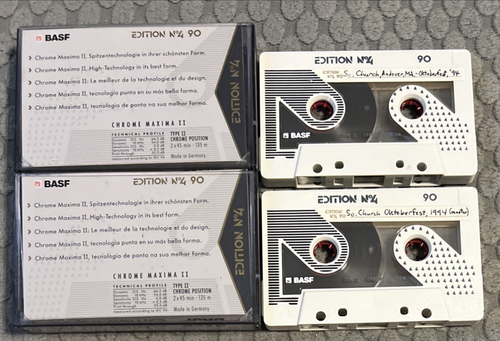 BASF
EDITION Nº4 90
Chrome Maxima II, Spitzentechnologie in ihrer schönsten Form.
Chrome Maxima II, High-Technology in its best form.
Chrome Maxima II: Le meilleur de la technologie et du design.
Chrome Máxima II, tecnología punta en su más bella forma.
Chrome Maxima II, tecnologia de ponta na sua melhor forma.
EDITION Nº4
CHROME MAXIMA II
TECHNICAL PROFILE
TYPE II
CHROME POSITION
2 x 45 min - 135 m
Made in Germany
EDITION Nº4 90
So. Church, Andover, MA - Oktoberfest, '94
BASF
BASF
EDITION Nº4 90
Chrome Maxima II, Spitzentechnologie in ihrer schönsten Form.
Chrome Maxima II, High-Technology in its best form.
Chrome Maxima II: Le meilleur de la technologie et du design.
Chrome Máxima II, tecnología punta en su más bella forma.
Chrome Maxima II, tecnologia de ponta na sua melhor forma.
EDITION Nº4
CHROME MAXIMA II
TECHNICAL PROFILE
TYPE II
CHROME POSITION
2 x 45 min - 135 m
Made in Germany
EDITION Nº4 90
So. Church Oktoberfest, 1994
BASF